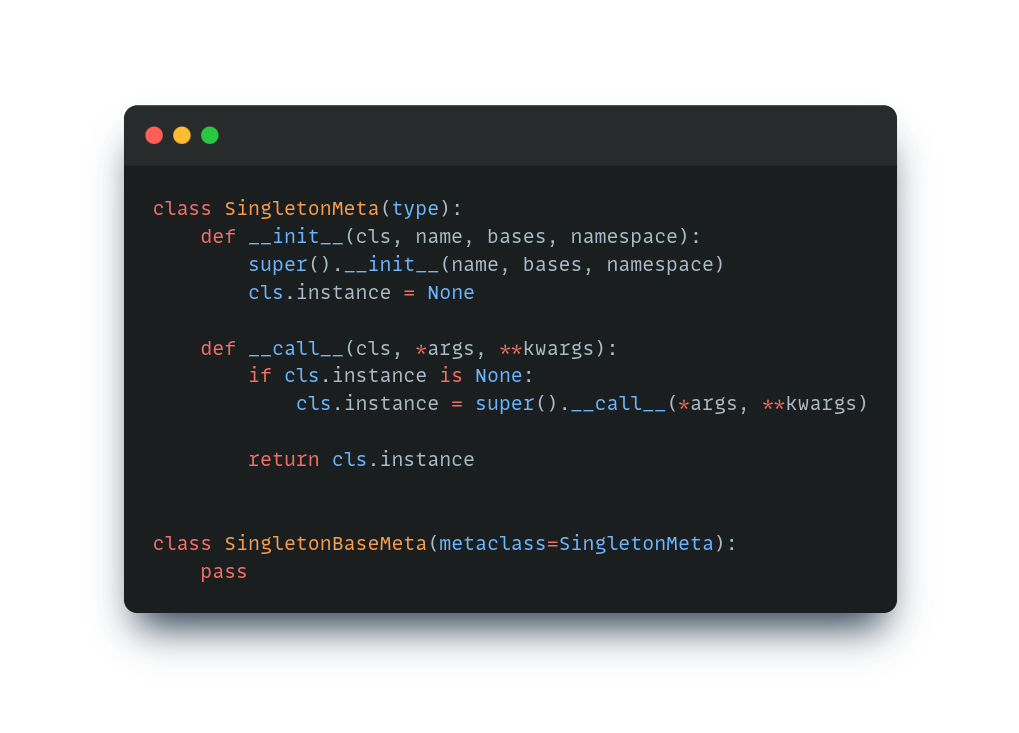 class SingletonMeta(type):
    def __init__(cls, name, bases, namespace):
        super().__init__(name, bases, namespace)
        cls.instance = None

    def __call__(cls, *args, **kwargs):
        if cls.instance is None:
            cls.instance = super().__call__(*args, **kwargs)

        return cls.instance


class SingletonBaseMeta(metaclass=SingletonMeta):
    pass